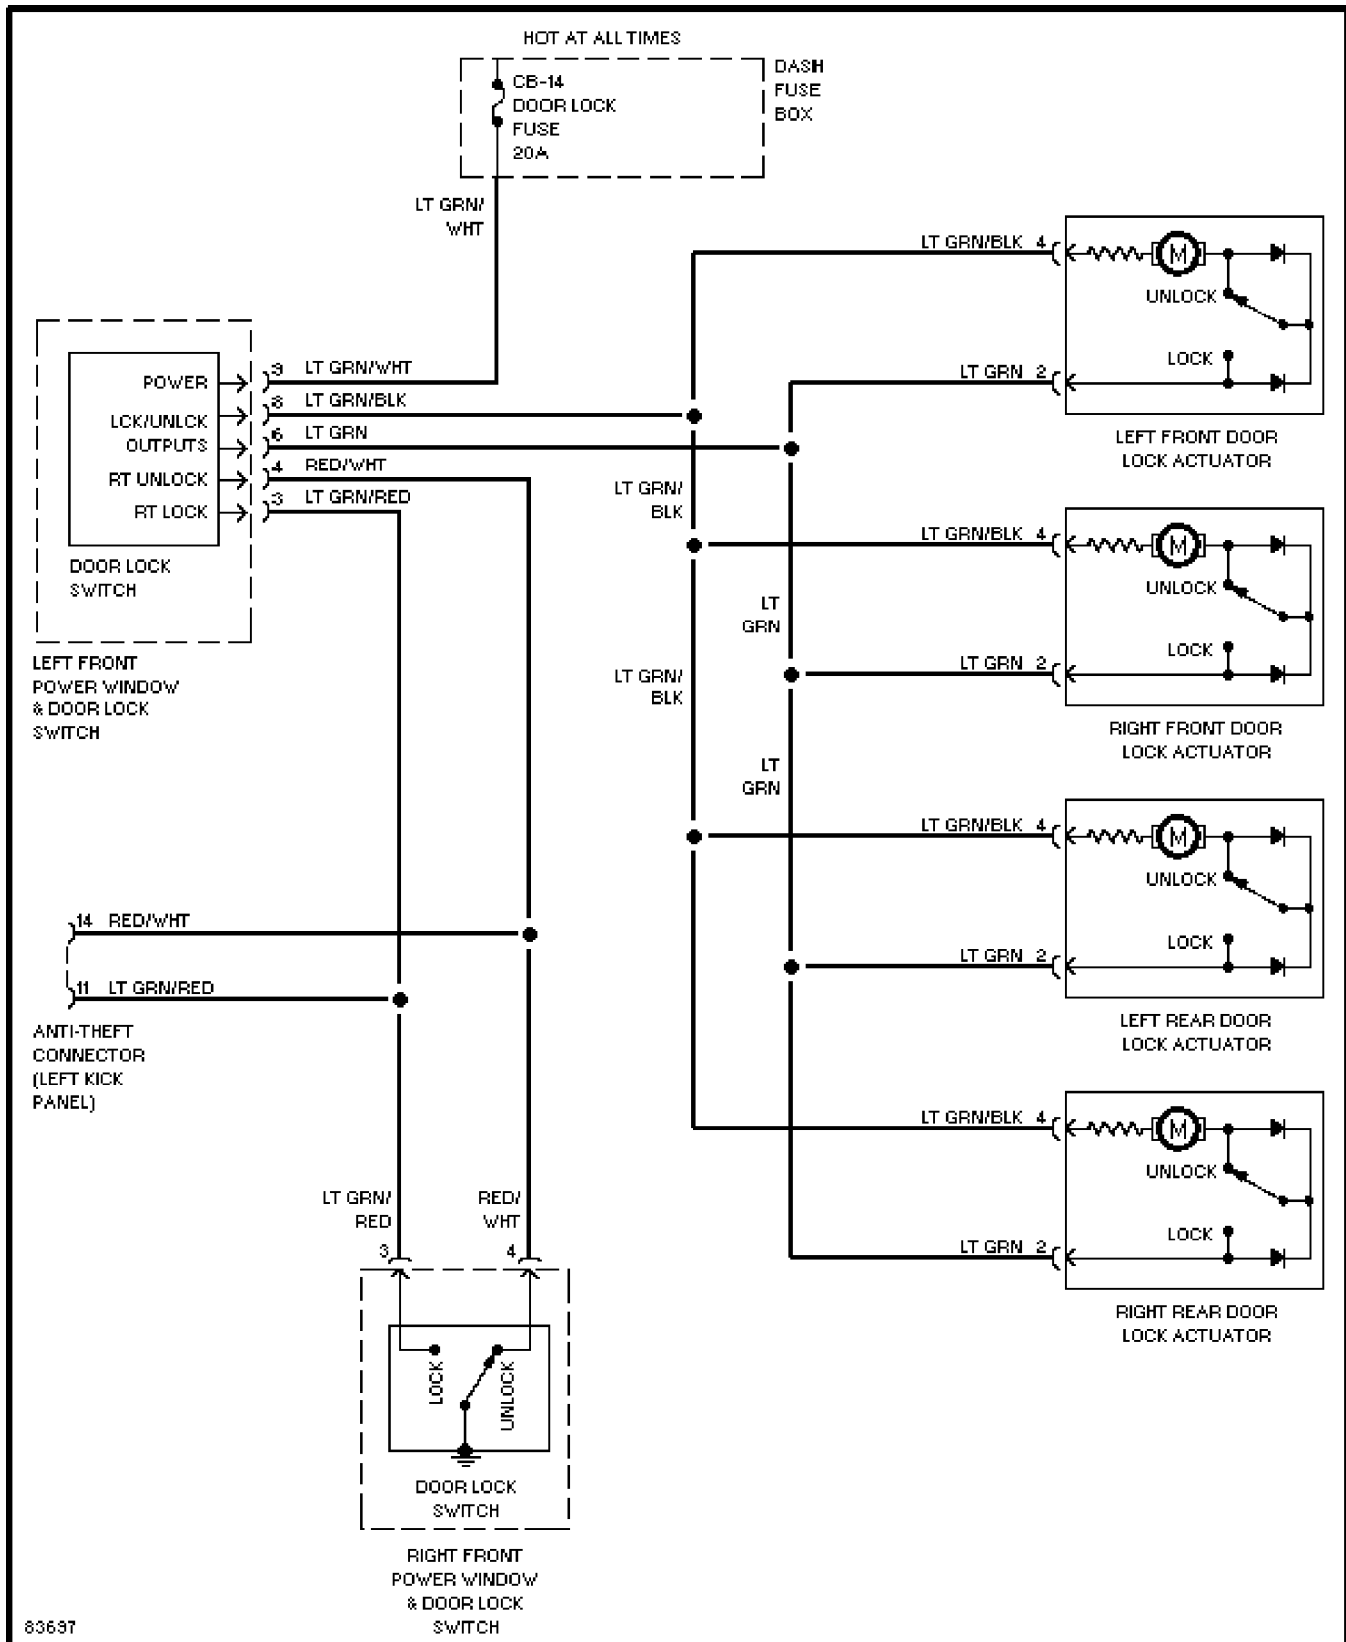 HOT AT ALL TIMES
CB-14
DOOR LOCK
FUSE
20A
DASH
FUSE
BOX
LT GRN/
WHT
POWER
LCK/UNLCK
OUTPUTS
RT UNLOCK
RT LOCK
9 LT GRN/WHT
8 LT GRN/BLK
6 LT GRN
4 RED/WHT
3 LT GRN/RED
DOOR LOCK
SWITCH
LEFT FRONT
POWER WINDOW
& DOOR LOCK
SWITCH
LT GRN/BLK 4
M
UNLOCK
LOCK
LT GRN 2
LEFT FRONT DOOR
LOCK ACTUATOR
LT GRN/
BLK
LT GRN/BLK 4
M
UNLOCK
LT
GRN
LOCK
LT GRN 2
RIGHT FRONT DOOR
LOCK ACTUATOR
LT GRN/
BLK
LT
GRN
LT GRN/BLK 4
M
UNLOCK
LOCK
LT GRN 2
LEFT REAR DOOR
LOCK ACTUATOR
14 RED/WHT
11 LT GRN/RED
ANTI-THEFT
CONNECTOR
(LEFT KICK
PANEL)
LT GRN/BLK 4
M
UNLOCK
LOCK
LT GRN 2
RIGHT REAR DOOR
LOCK ACTUATOR
LT GRN/
RED
RED/
WHT
3 4
LOCK
UNLOCK
DOOR LOCK
SWITCH
RIGHT FRONT
POWER WINDOW
& DOOR LOCK
SWITCH
83697